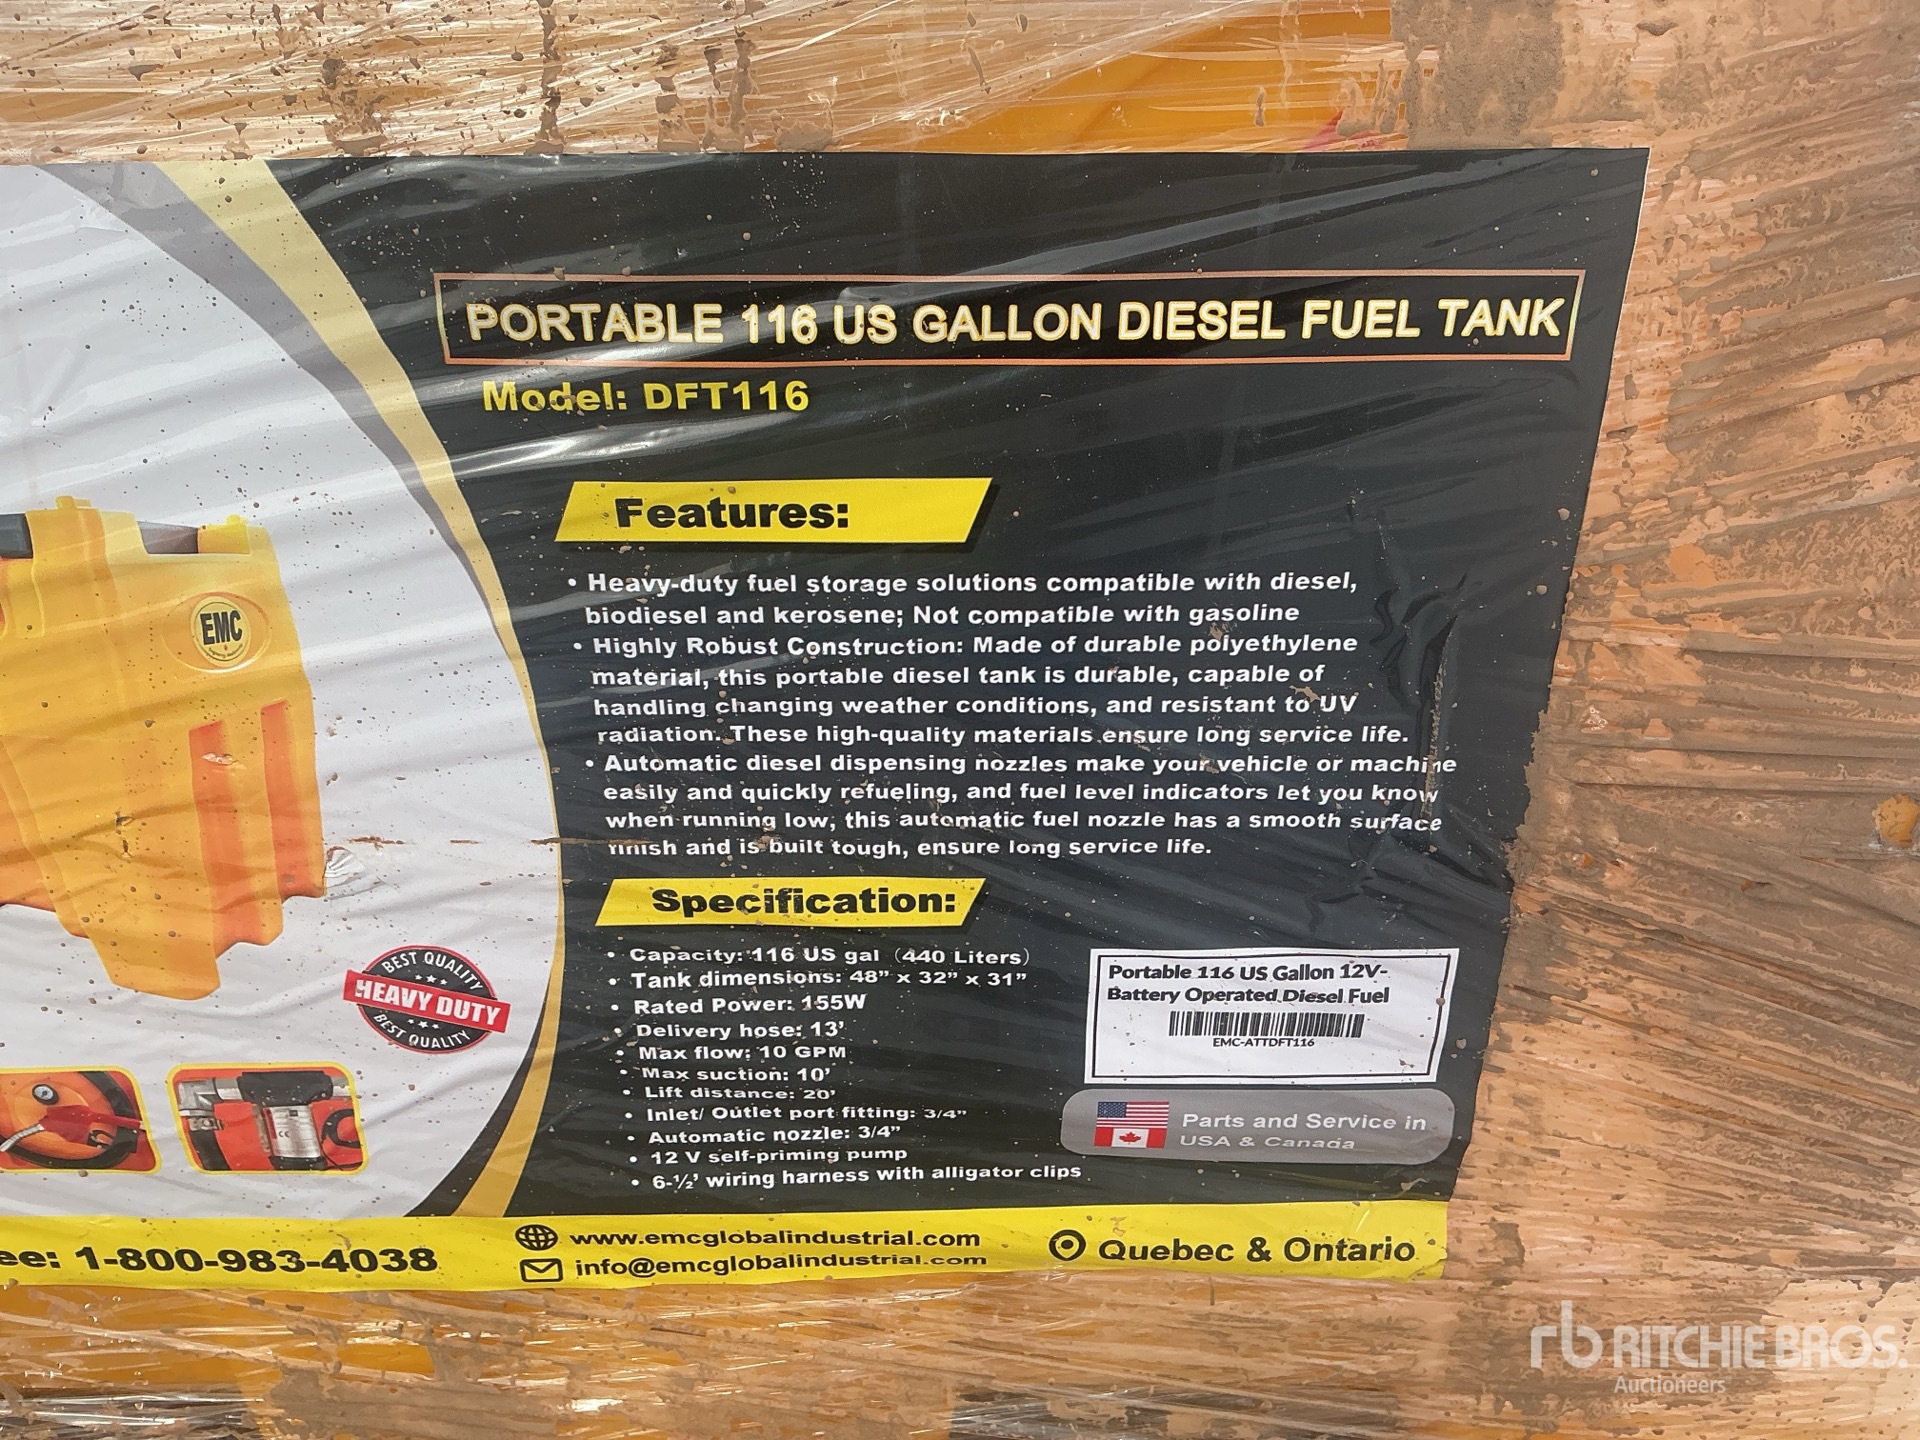 PORTABLE 116 US GALLON DIESEL FUEL TANK
Model: DFT116
Features:
• Heavy-duty fuel storage solutions compatible with diesel,
biodiesel and kerosene; Not compatible with gasoline
• Highly Robust Construction: Made of durable polyethylene
material, this portable diesel tank is durable, capable of
handling changing weather conditions, and resistant to UV
radiation. These high-quality materials ensure long service life.
• Automatic diesel dispensing nozzles make your vehicle or machine
easily and quickly refueling, and fuel level indicators let you know
when running low, this automatic fuel nozzle has a smooth surface
finish and is built tough, ensure long service life.
EMC
Specification:
• Capacity: 116 US gal (440 Liters)
• Tank dimensions: 48” x 32” x 31”
• Rated Power: 155W
• Delivery hose: 13’
• Max flow: 10 GPM
• Max suction: 10’
• Lift distance: 20’
• Inlet/ Outlet port fitting: 3/4”
• Automatic nozzle: 3/4”
• 12 V self-priming pump
• 6-½’ wiring harness with alligator clips
BEST QUALITY
HEAVY DUTY
BEST QUALITY
Portable 116 US Gallon 12V-
Battery Operated Diesel Fuel
EMC-ATTDFT116
Parts and Service in
USA & Canada
ee: 1-800-983-4038
www.emcglobalindustrial.com
info@emcglobalindustrial.com
Quebec & Ontario
rb RITCHIE BROS.
Auctioneers